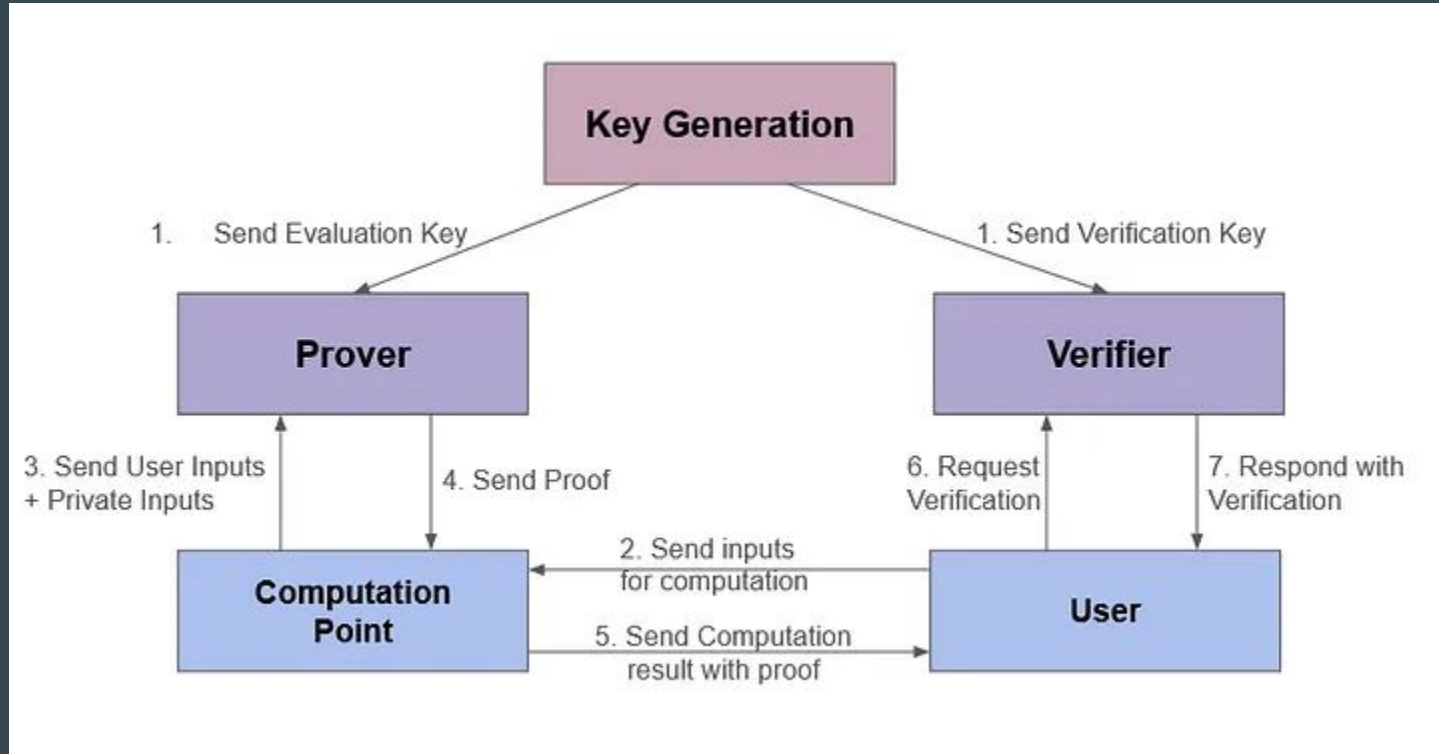 Key Generation
1. Send Evaluation Key
1. Send Verification Key
Prover
Verifier
3. Send User Inputs
+ Private Inputs
4. Send Proof
6. Request
Verification
7. Respond with
Verification
2. Send inputs
for computation
Computation
Point
User
5. Send Computation
result with proof